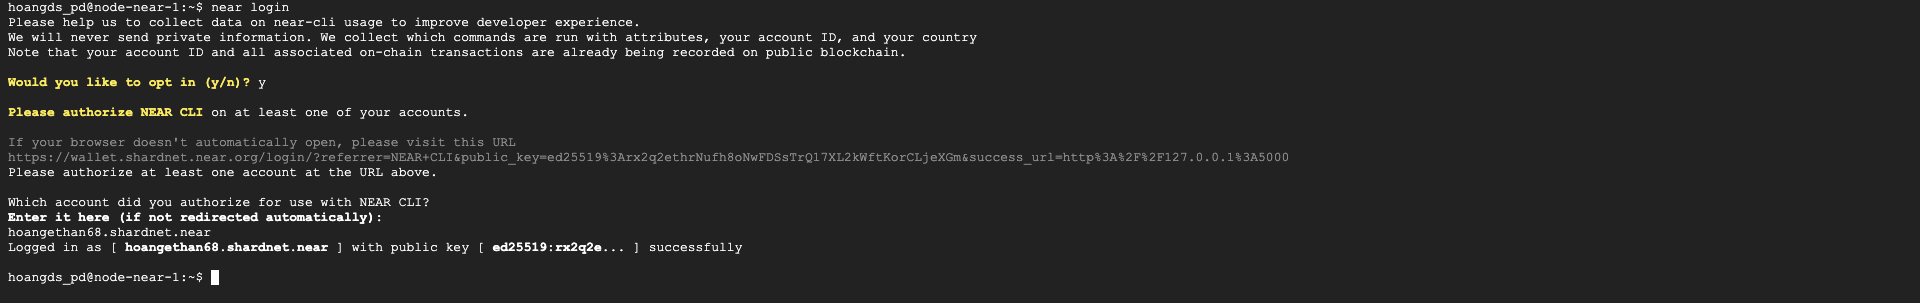 hoangds_pd@node-near-1:~$ near login
Please help us to collect data on near-cli usage to improve developer experience.
We will never send private information. We collect which commands are run with attributes, your account ID, and your country
Note that your account ID and all associated on-chain transactions are already being recorded on public blockchain.
Would you like to opt in (y/n)? y
Please authorize NEAR CLI on at least one of your accounts.
If your browser doesn't automatically open, please visit this URL
https://wallet.shardnet.near.org/login/?referrer=NEAR+CLI&public_key=ed25519%3Arx2q2ethrNufh8oNwFDSsTrQ17XL2kWftKorCLjeXGm&success_url=http%3A%2F%2F127.0.0.1%3A5000
Please authorize at least one account at the URL above.
Which account did you authorize for use with NEAR CLI?
Enter it here (if not redirected automatically):
hoangethan68.shardnet.near
Logged in as [ hoangethan68.shardnet.near ] with public key [ ed25519:rx2q2e... ] successfully
hoangds_pd@node-near-1:~$